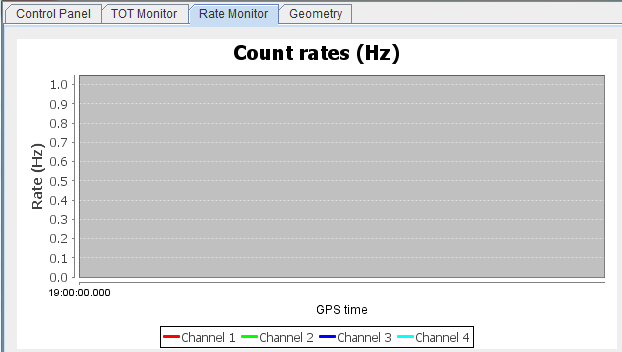 Control Panel TOT Monitor Rate Monitor Geometry
Count rates (Hz)
Rate (Hz)
1.0
0.9
0.8
0.7
0.6
0.5
0.4
0.3
0.2
0.1
0.0
19:00:00.000
GPS time
Channel 1 Channel 2 Channel 3 Channel 4